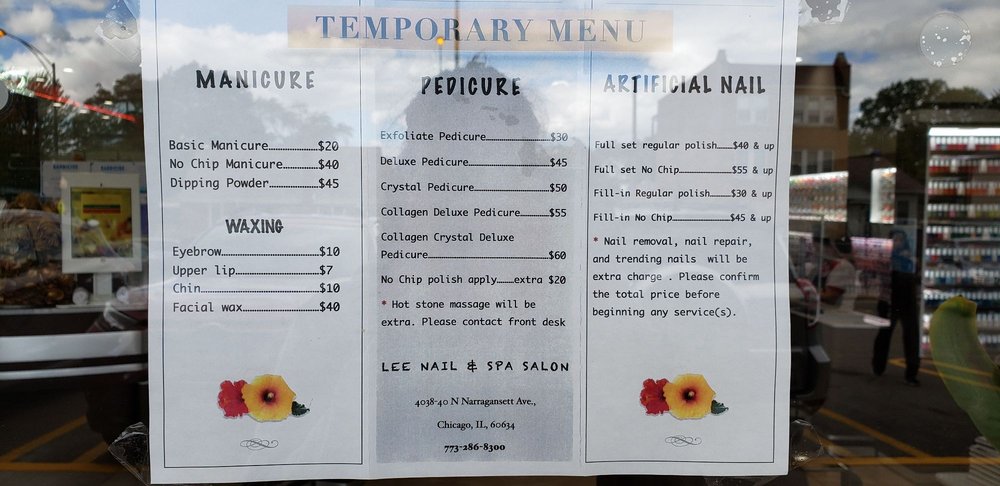 TEMPORARY MENU
MANICURE
Basic Manicure..............$20
No Chip Manicure..............$40
Dipping Powder..............$45
WAXING
Eyebrow..............$10
Upper lip..............$7
Chin..............$10
Facial wax..............$40
PEDICURE
Exfoliate Pedicure..............$30
Deluxe Pedicure..............$45
Crystal Pedicure..............$50
Collagen Deluxe Pedicure..............$55
Collagen Crystal Deluxe
Pedicure..............$60
No Chip polish apply........extra $20
* Hot stone massage will be
extra. Please contact front desk
LEE NAIL & SPA SALON
4038-40 N Narragansett Ave.,
Chicago, IL, 60634
773-286-8300
ARTIFICIAL NAIL
Full set regular polish........$40 & up
Full set No Chip..............$55 & up
Fill-in Regular polish........$30 & up
Fill-in No Chip..............$45 & up
* Nail removal, nail repair,
and trending nails will be
extra charge . Please confirm
the total price before
beginning any service(s).